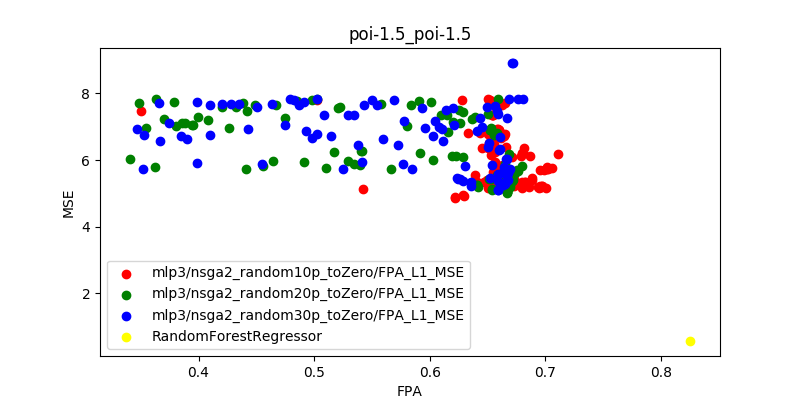 poi-1.5_poi-1.5
MSE
8
6
4
2
mlp3/nsga2_random10p_toZero/FPA_L1_MSE
mlp3/nsga2_random20p_toZero/FPA_L1_MSE
mlp3/nsga2_random30p_toZero/FPA_L1_MSE
RandomForestRegressor
0.4 0.5 0.6 0.7 0.8
FPA